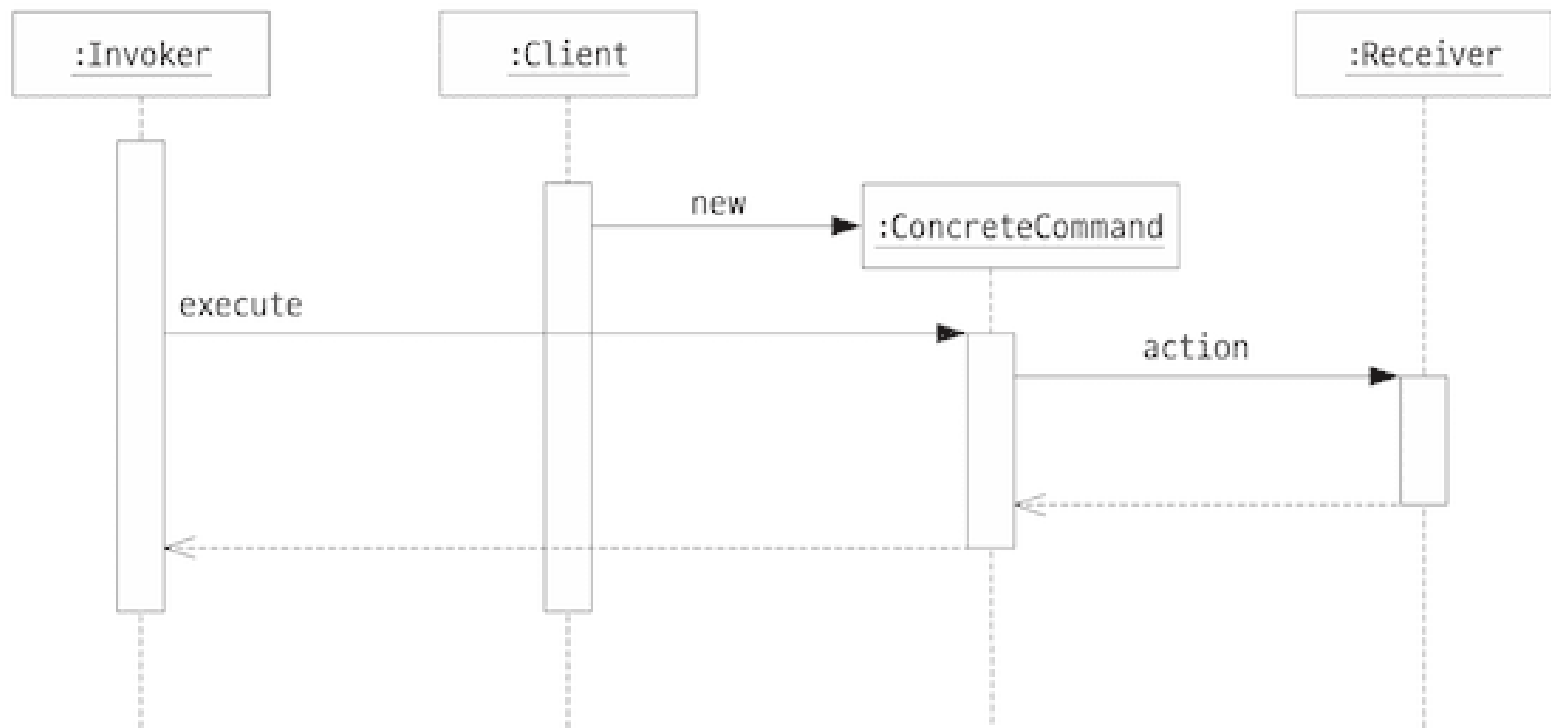 :Invoker
:Client
:Receiver
new
:ConcreteCommand
execute
action